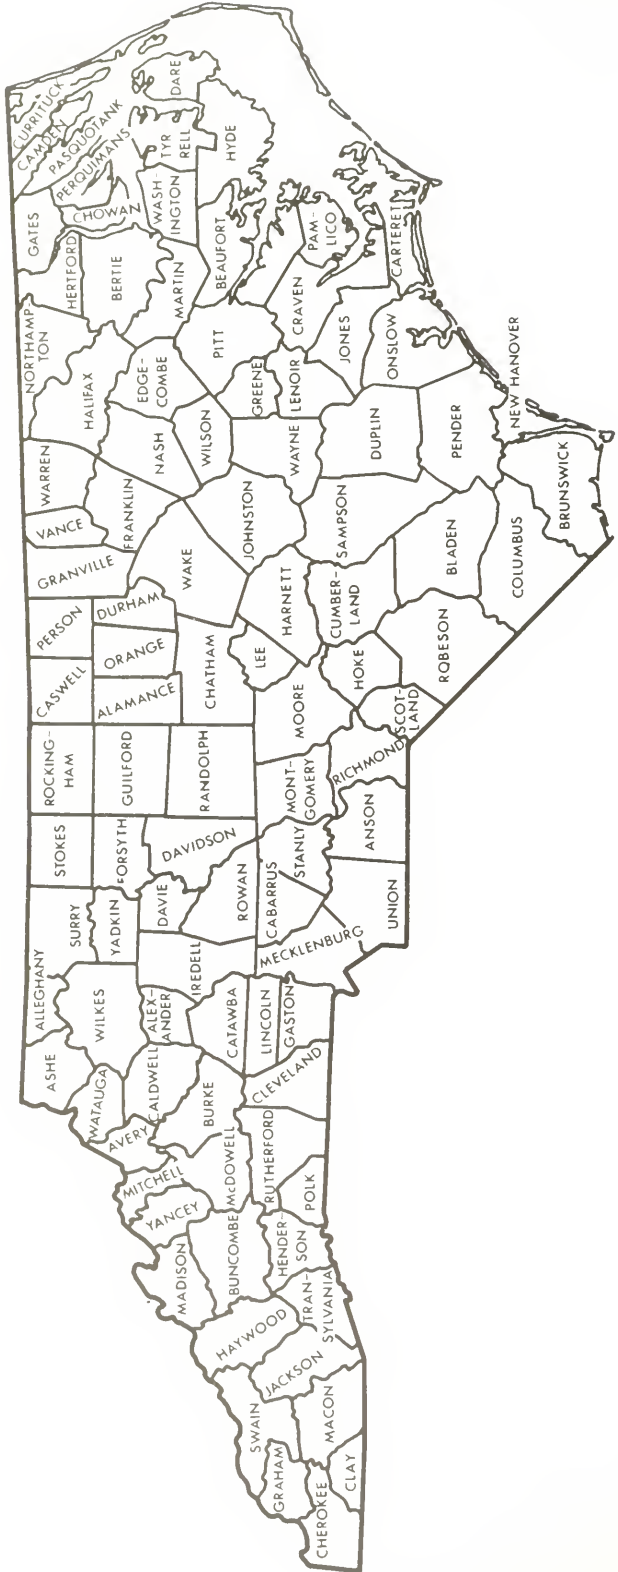 CHEROKEE
GRAHAM
CLAY
SWAIN
MACON
JACKSON
HAYWOOD
TRAN-
SYLVANIA
MADISON
BUNCOMBE
HENDER-
SON
YANCEY
MITCHELL
McDOWELL
RUTHERFORD
POLK
AVERY
WATAUGA
CALDWELL
BURKE
CLEVELAND
ASHE
ALLEGHANY
WILKES
ALEX-
ANDER
CATAWBA
LINCOLN
GASTON
SURRY
YADKIN
IREDELL
DAVIE
ROWAN
MECKLENBURG
CABARRUS
STANLY
UNION
ANSON
STOKES
FORSYTH
DAVIDSON
ROCKING-
HAM
GUILFORD
RANDOLPH
MONT-
GOMERY
RICHMOND
CASWELL
ALAMANCE
PERSON
ORANGE
DURHAM
CHATHAM
LEE
MOORE
HOKE
SCOT-
LAND
ROBESON
GRANVILLE
VANCE
WARREN
FRANKLIN
WAKE
HARNETT
CUMBER-
LAND
JOHNSTON
SAMPSON
BLADEN
COLUMBUS
BRUNSWICK
NORTHAMP
TON
HALIFAX
NASH
EDGE-
COMBE
WILSON
WAYNE
GREENE
LENOIR
DUPLIN
PENDER
NEW HANOVER
HERTFORD
GATES
BERTIE
MARTIN
PITT
BEAUFORT
CRAVEN
JONES
ONSLOW
PAM-
LICO
CARTERET
CURRITUCK
CAMDEN
PASQUOTANK
PERQUIMANS
CHOWAN
WASH-
INGTON
TYR
RELL
DARE
HYDE